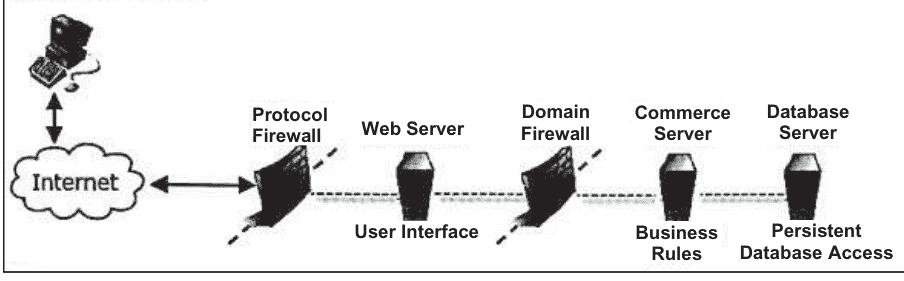 Protocol
Firewall
Web Server
Domain
Firewall
Commerce
Server
Database
Server
Internet
User Interface
Business
Rules
Persistent
Database Access